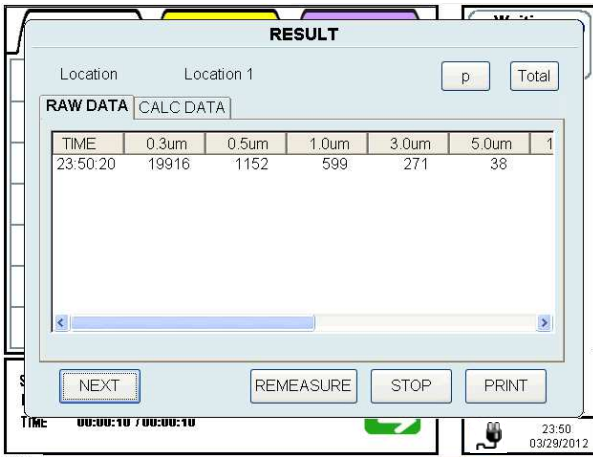 RESULT
Location Location 1 p Total
RAW DATA CALC DATA
TIME 0.3um 0.5um 1.0um 3.0um 5.0um 1
23:50:20 19916 1152 599 271 38
NEXT REMEASURE STOP PRINT
TIME 00:00:10 / 00:00:10
23:50
03/29/2012